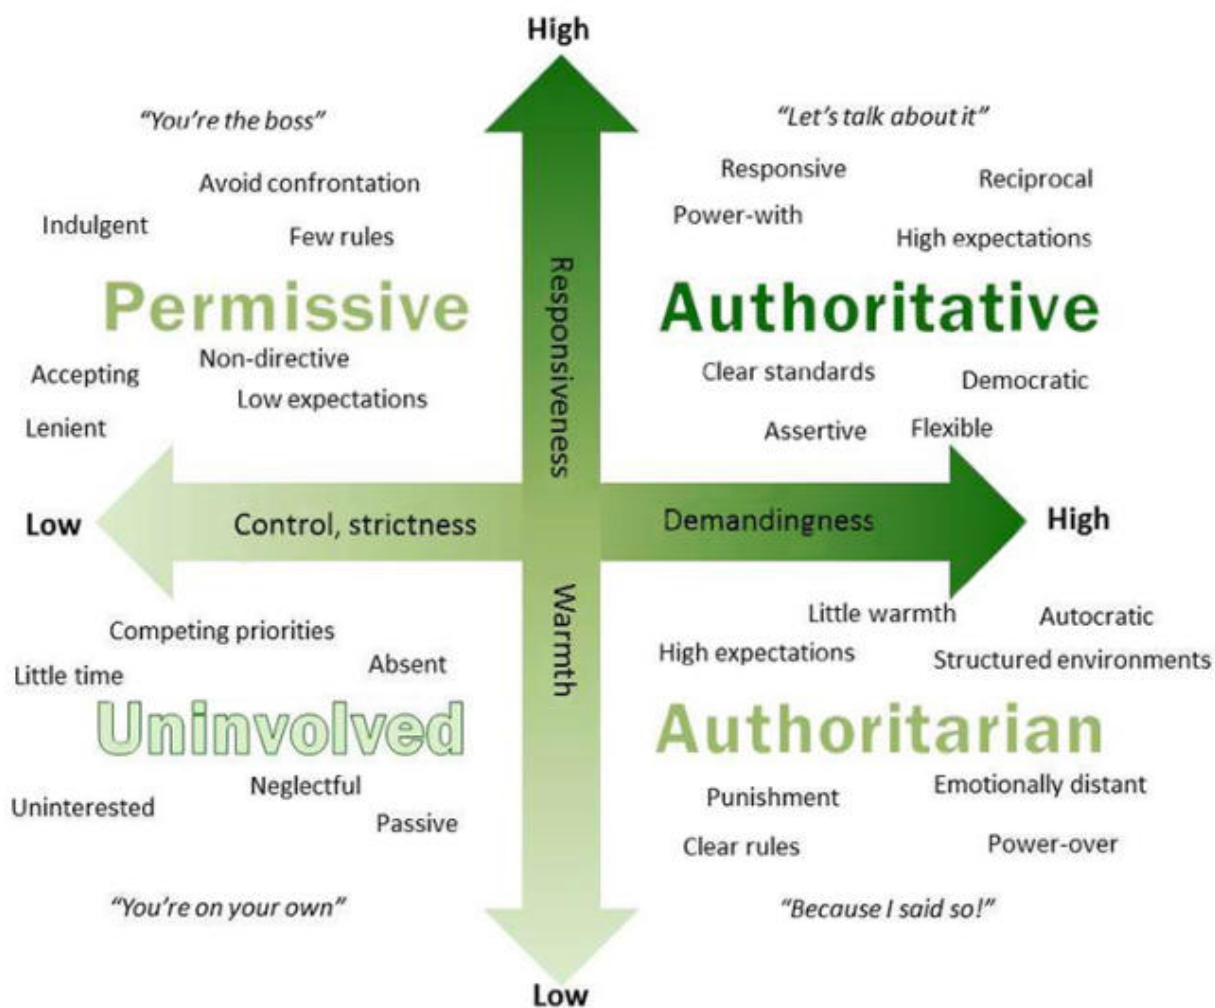 High
“You’re the boss”
Avoid confrontation
Indulgent
Few rules
Permissive
Non-directive
Accepting
Low expectations
Lenient
“Let’s talk about it”
Responsive
Reciprocal
Power-with
High expectations
Authoritative
Clear standards
Democratic
Assertive
Flexible
Responsiveness
Low
Control, strictness
Demandingness
High
Warmth
Competing priorities
Little time
Absent
Uninvolved
Neglectful
Uninterested
Passive
“You’re on your own”
Little warmth
Autocratic
High expectations
Structured environments
Authoritarian
Emotionally distant
Punishment
Clear rules
Power-over
“Because I said so!”
Low